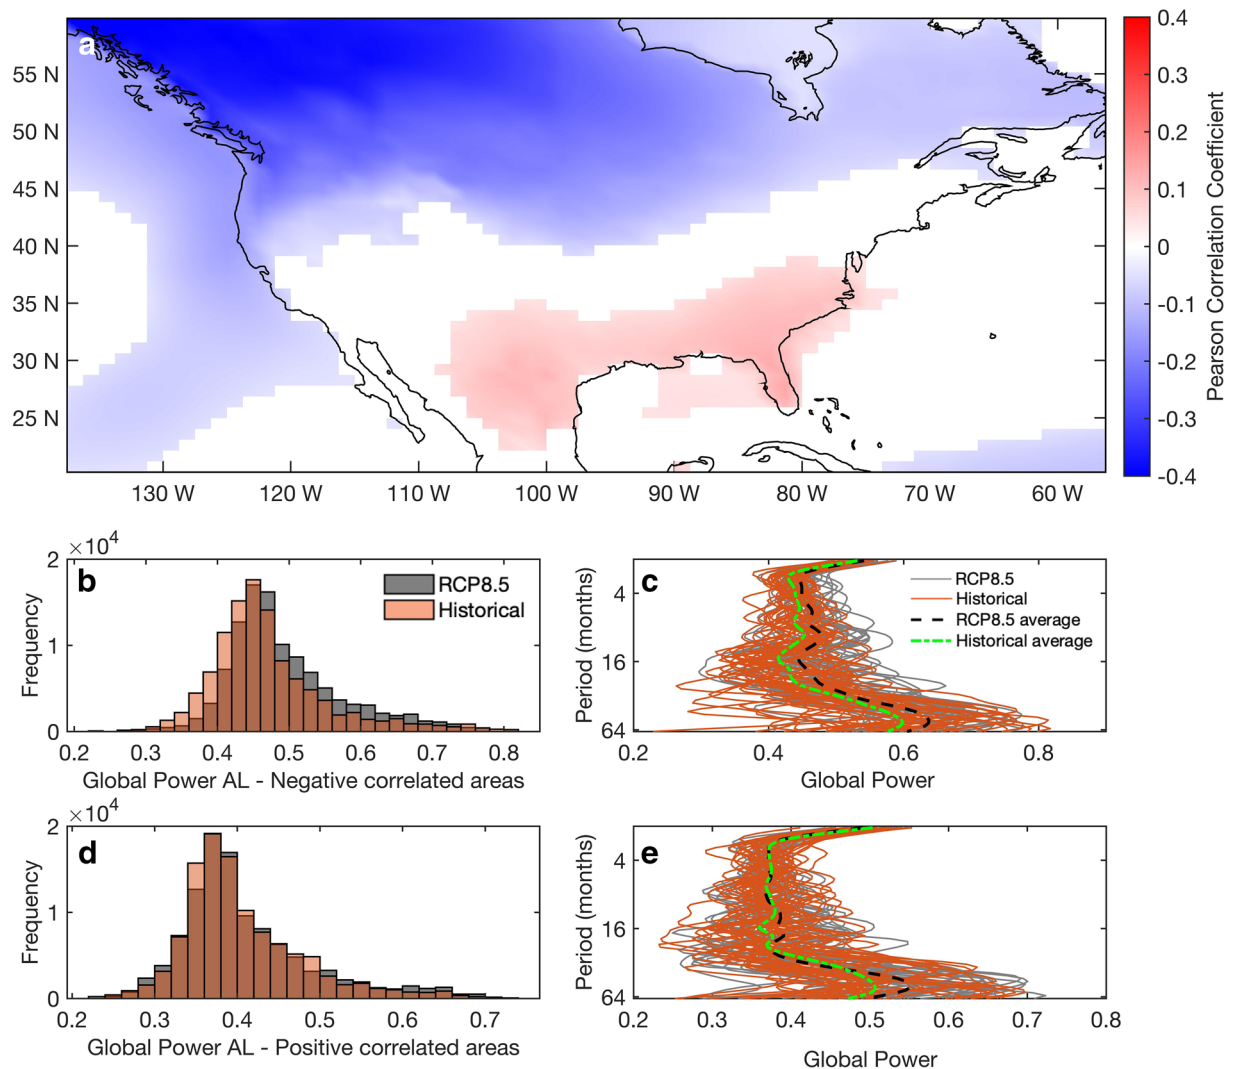 a
55 N
50 N
45 N
40 N
35 N
30 N
25 N
130 W 120 W 110 W 100 W 90 W 80 W 70 W 60 W
0.4
0.3
0.2
0.1
0
-0.1
-0.2
-0.3
-0.4
Pearson Correlation Coefficient
b
×10⁴
2
1
0
Frequency
RCP8.5
Historical
0.2 0.3 0.4 0.5 0.6 0.7 0.8
Global Power AL - Negative correlated areas
c
Period (months)
4
16
64
RCP8.5
Historical
RCP8.5 average
Historical average
0.2 0.4 0.6 0.8
Global Power
d
×10⁴
2
1
0
Frequency
0.2 0.3 0.4 0.5 0.6 0.7
Global Power AL - Positive correlated areas
e
Period (months)
4
16
64
0.2 0.3 0.4 0.5 0.6 0.7 0.8
Global Power